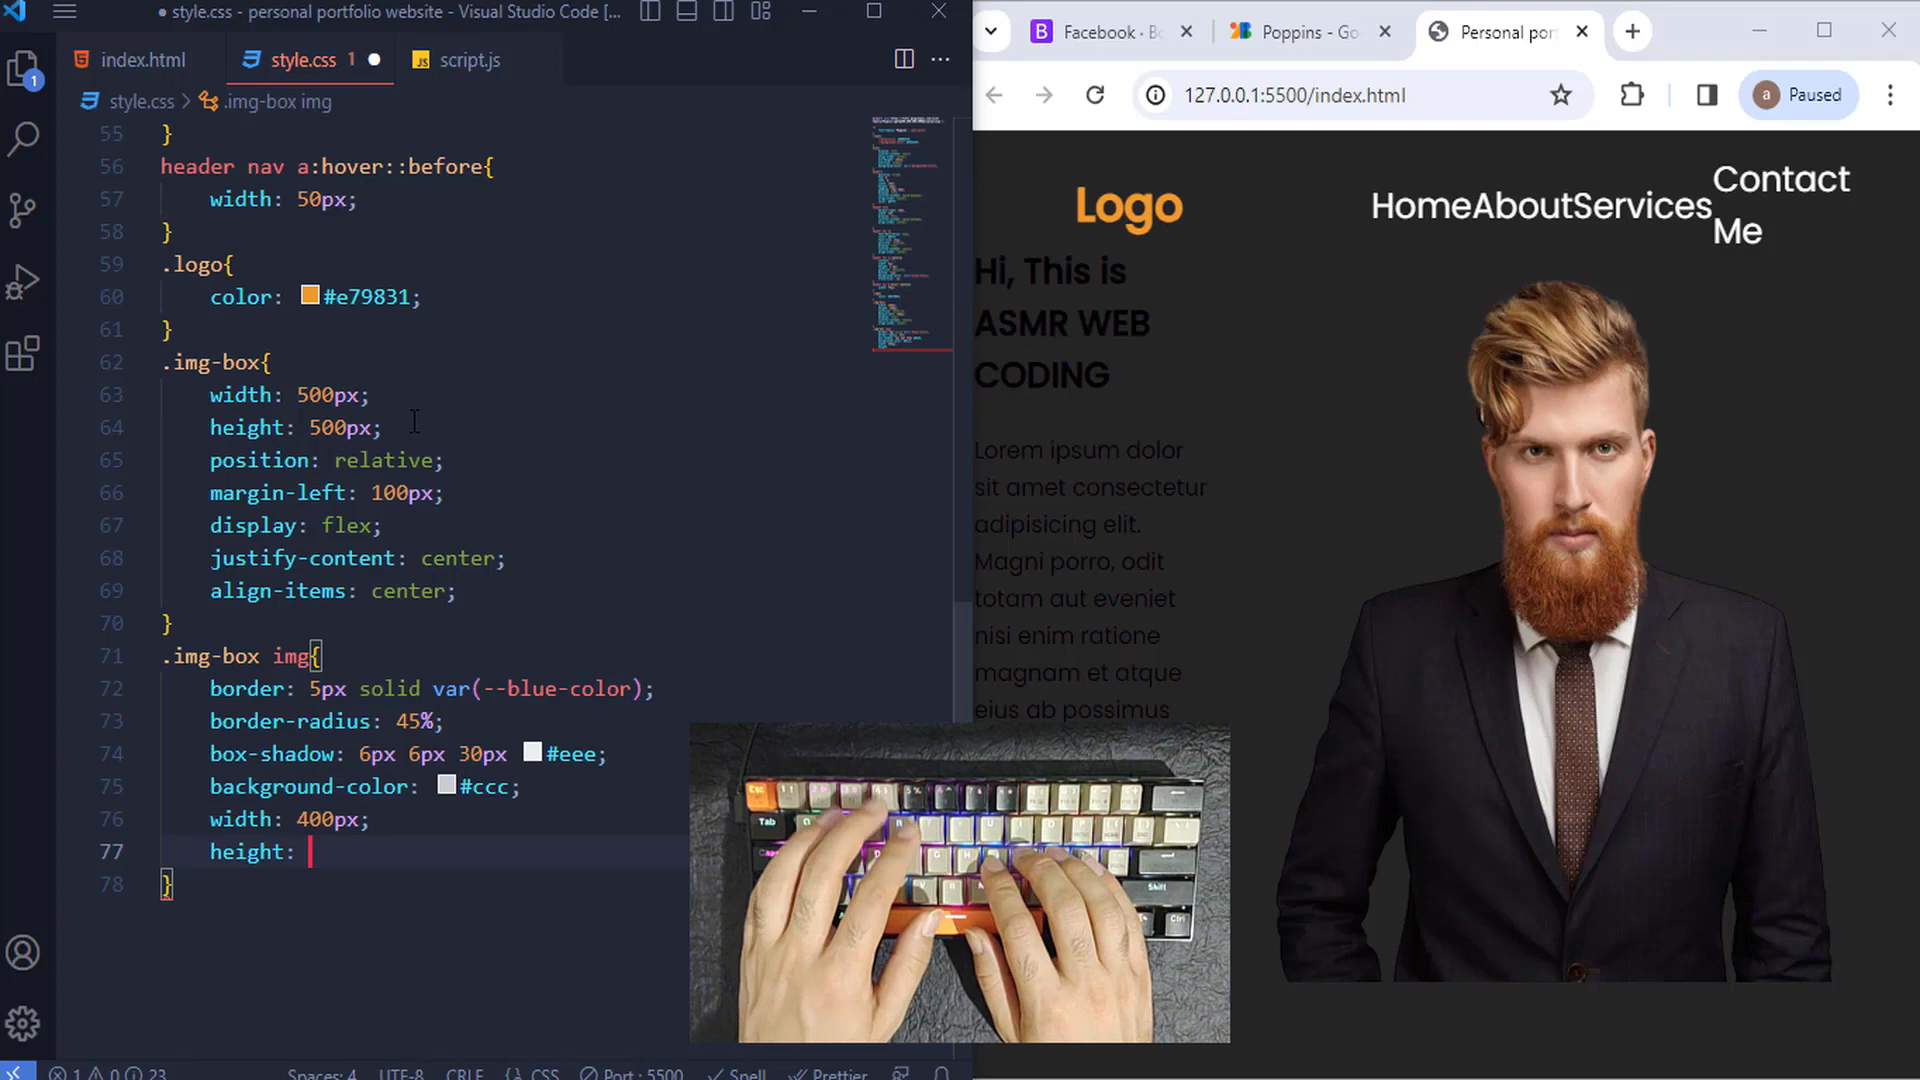 style.css - personal portfolio website - Visual Studio Code [...
index.html
style.css 1
JS script.js
style.css > .img-box img
55 }
56 header nav a:hover::before{
57 width: 50px;
58 }
59 .logo{
60 color: #e79831;
61 }
62 .img-box{
63 width: 500px;
64 height: 500px;
65 position: relative;
66 margin-left: 100px;
67 display: flex;
68 justify-content: center;
69 align-items: center;
70 }
71 .img-box img{
72 border: 5px solid var(--blue-color);
73 border-radius: 45%;
74 box-shadow: 6px 6px 30px #eee;
75 background-color: #ccc;
76 width: 400px;
77 height:
78 }
1
1 0 23
Spaces: 4 UTF-8 CRLF {} CSS Port : 5500 Spell Prettier
B Facebook · Bo
Poppins - Go
Personal por
127.0.0.1:5500/index.html
a Paused
Logo
HomeAboutServices
Contact
Me
Hi, This is
ASMR WEB
CODING
Lorem ipsum dolor
sit amet consectetur
adipisicing elit.
Magni porro, odit
totam aut eveniet
nisi enim ratione
magnam et atque
eius ab possimus
Esc
Tab
Shift
Ctrl